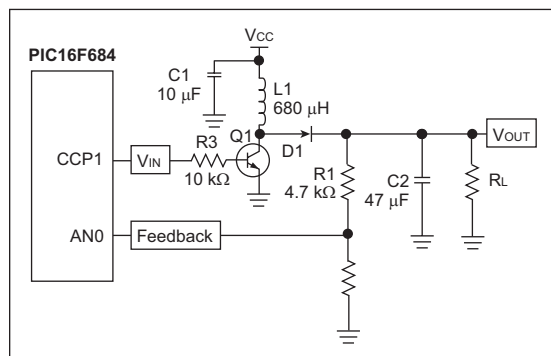 PIC16F684
VCC
C1
10 µF
L1
680 µH
Q1
R3
10 kΩ
CCP1
VIN
D1
VOUT
R1
4.7 kΩ
C2
47 µF
RL
AN0
Feedback